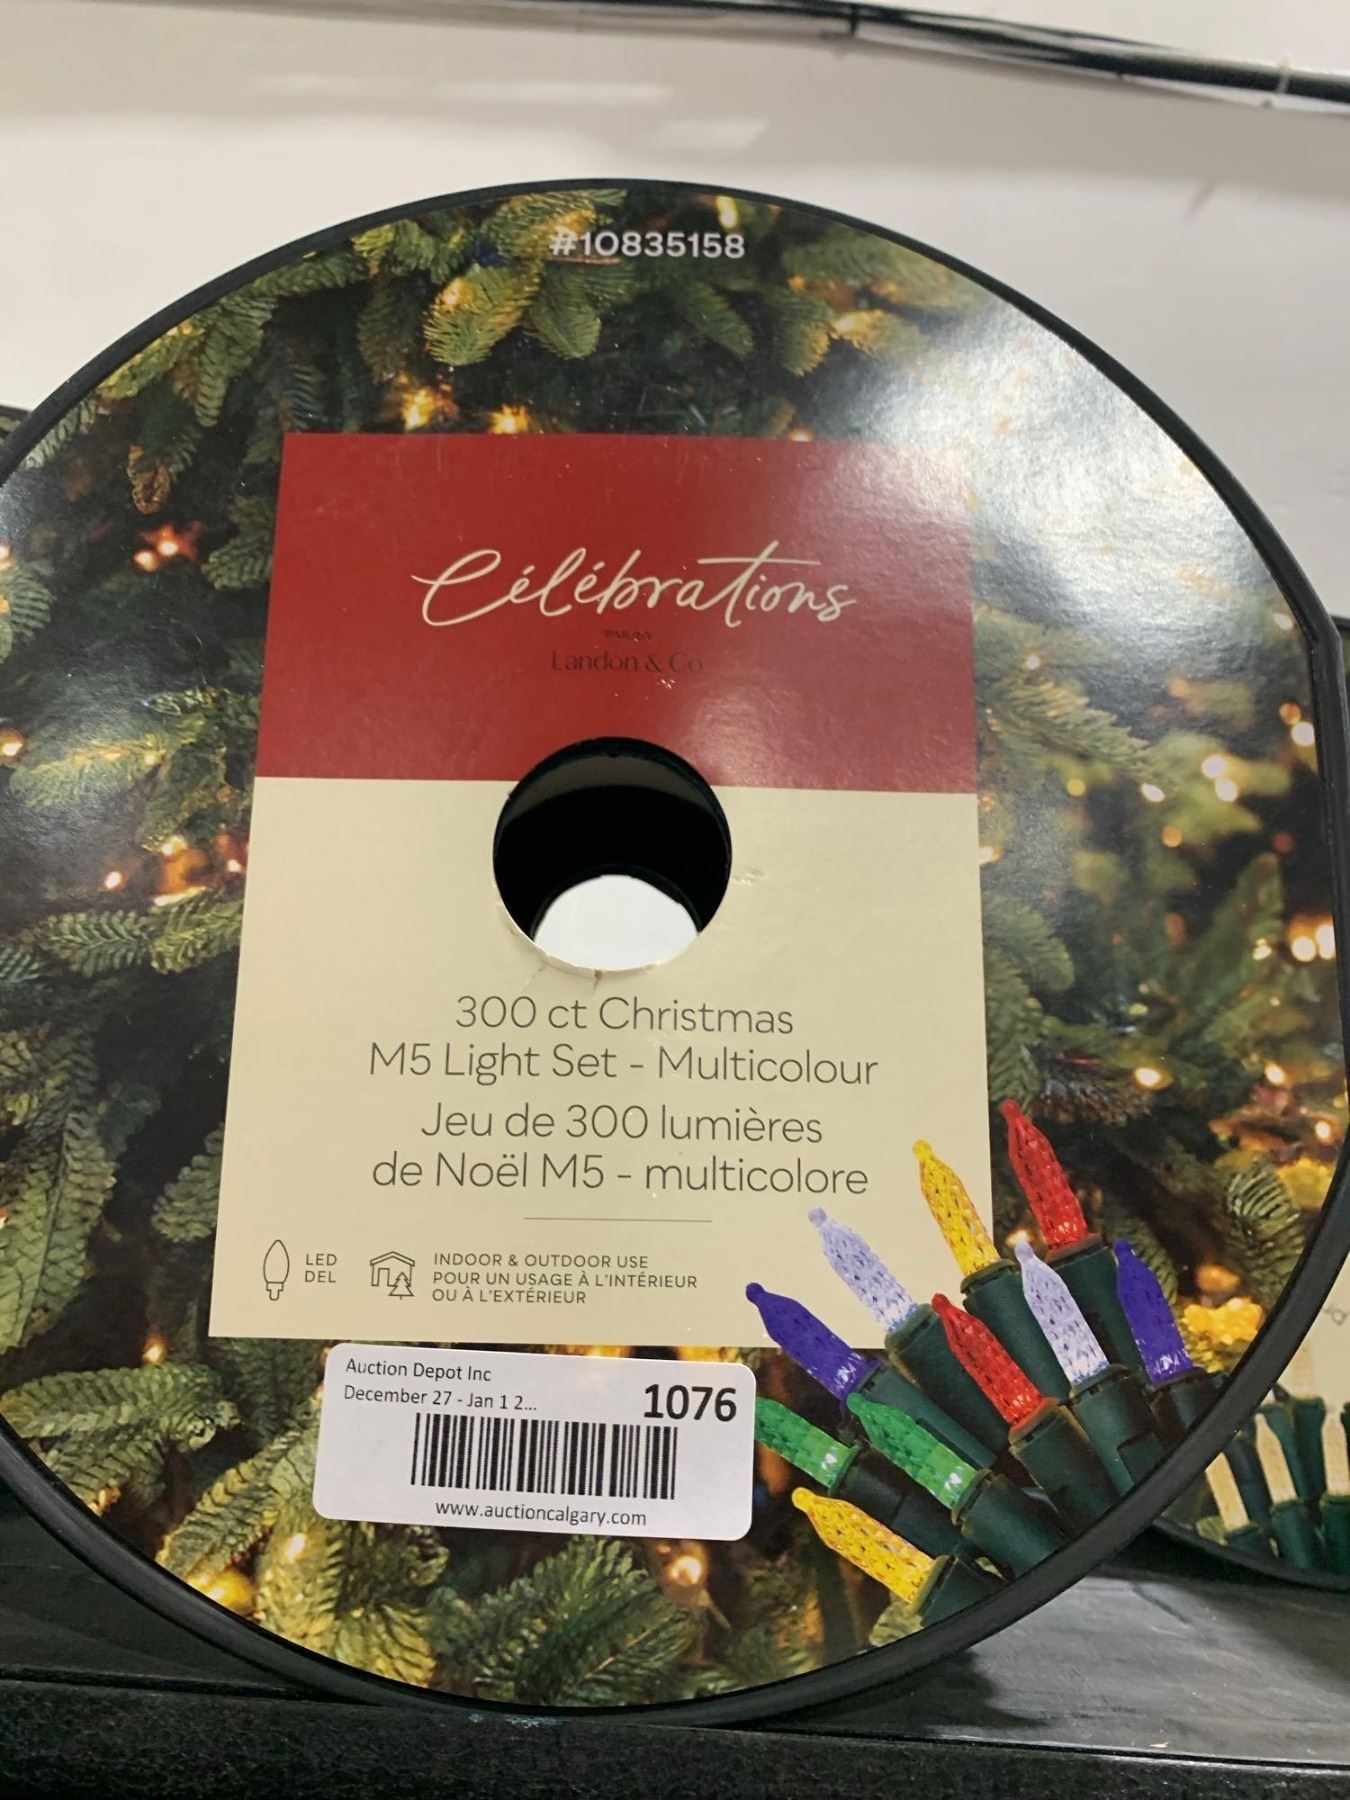 #10835158
Célébrations
PAR/BY
Landon & Co
300 ct Christmas
M5 Light Set - Multicolour
Jeu de 300 lumières
de Noël M5 - multicolore
LED
DEL
INDOOR & OUTDOOR USE
POUR UN USAGE À L'INTÉRIEUR
OU À L'EXTÉRIEUR
Auction Depot Inc
December 27 - Jan 1 2...
1076
www.auctioncalgary.com